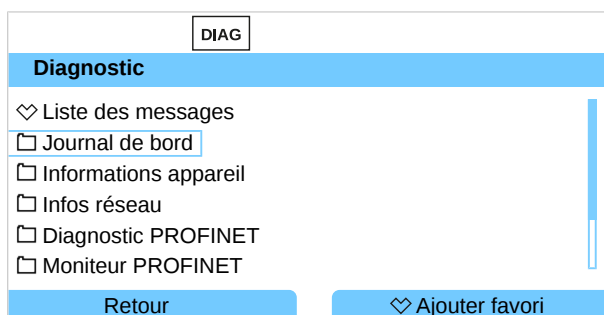 DIAG
Diagnostic
Liste des messages
Journal de bord
Informations appareil
Infos réseau
Diagnostic PROFINET
Moniteur PROFINET
Retour
Ajouter favori